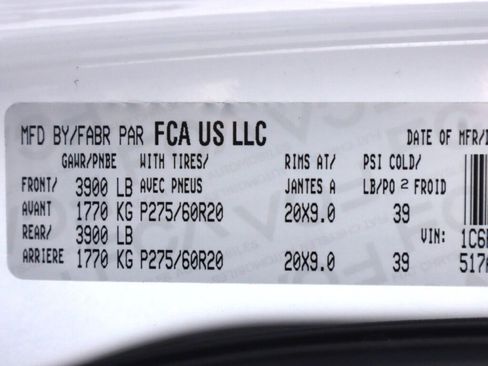 MFD BY/FABR PAR FCA US LLC DATE OF MFR/
GAWR/PNBE WITH TIRES/ RIMS AT/ PSI COLD/
FRONT/ 3900 LB AVEC PNEUS JANTES A LB/PO 2 FROID
AVANT 1770 KG P275/60R20 20X9.0 39
REAR/ 3900 LB VIN: 1C6
ARRIERE 1770 KG P275/60R20 20X9.0 39 517